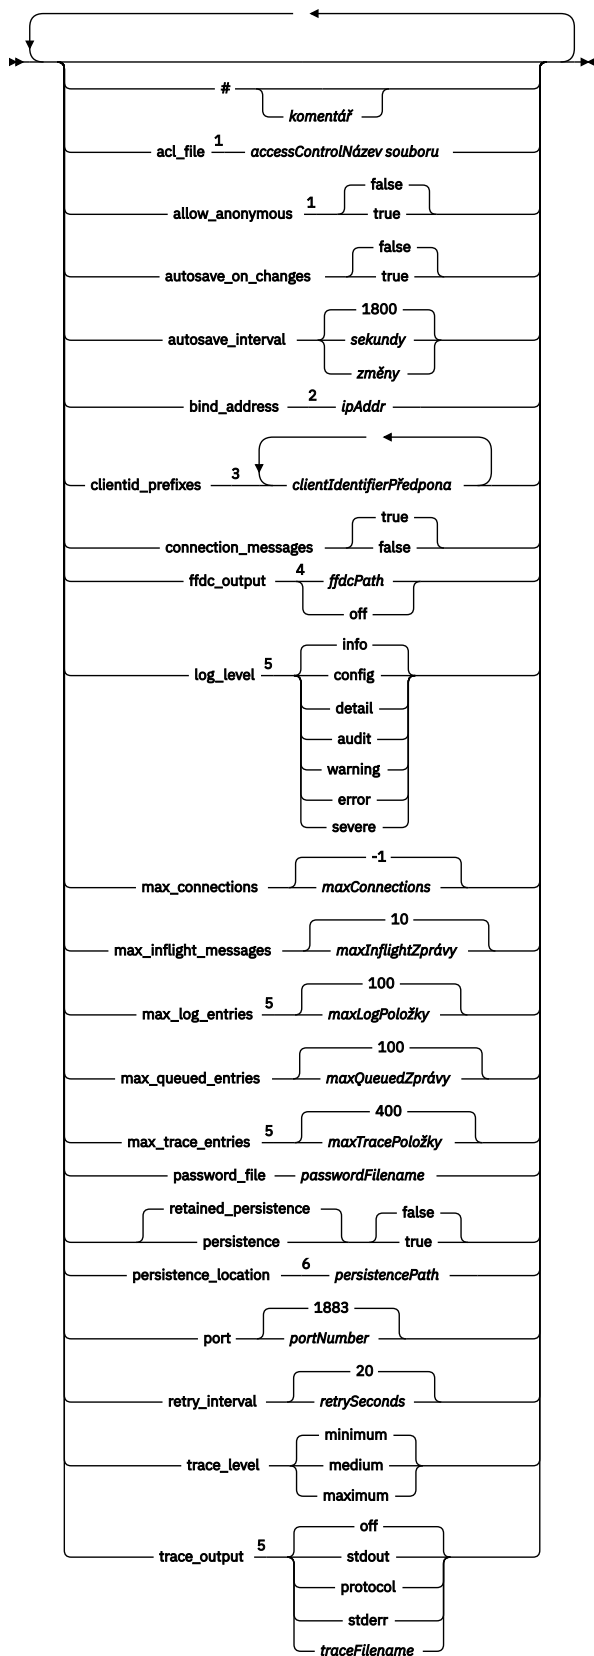 #
komentář
acl_file 1 accessControlNázev souboru
false
allow_anonymous 1 true
false
autosave_on_changes true
1800
autosave_interval sekundy
změny
bind_address 2 ipAddr
clientid_prefixes 3 clientIdentifierPředpona
true
connection_messages false
ffdc_output 4 ffdcPath
off
info
log_level 5 config
detail
audit
warning
error
severe
-1
max_connections maxConnections
10
max_inflight_messages maxInflightZprávy
100
max_log_entries 5 maxLogPoložky
100
max_queued_entries maxQueuedZprávy
400
max_trace_entries 5 maxTracePoložky
password_file passwordFilename
retained_persistence false
persistence true
persistence_location 6 persistencePath
1883
port portNumber
20
retry_interval retrySeconds
minimum
trace_level medium
maximum
off
trace_output 5 stdout
protocol
stderr
traceFilename